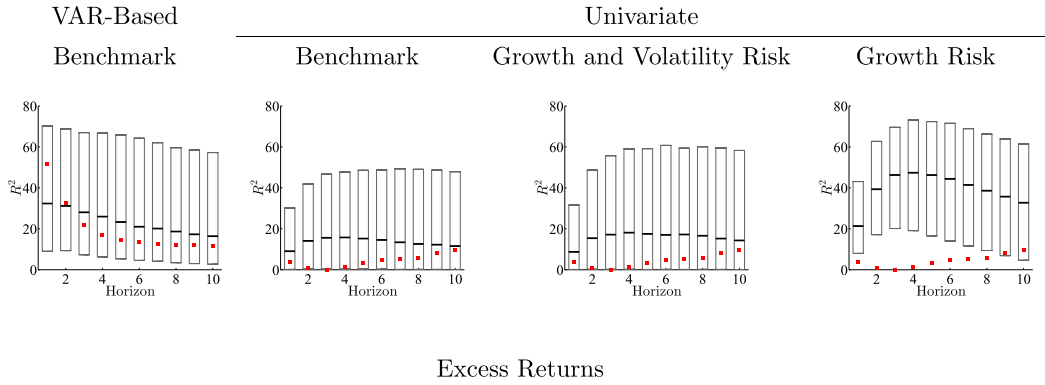 VAR-Based Univariate
Benchmark Benchmark Growth and Volatility Risk Growth Risk
80 80 80 80
60 60 60 60
R² R² R² R²
40 40 40 40
20 20 20 20
0 0 0 0
2 4 6 8 10 2 4 6 8 10 2 4 6 8 10 2 4 6 8 10
Horizon Horizon Horizon Horizon
Excess Returns